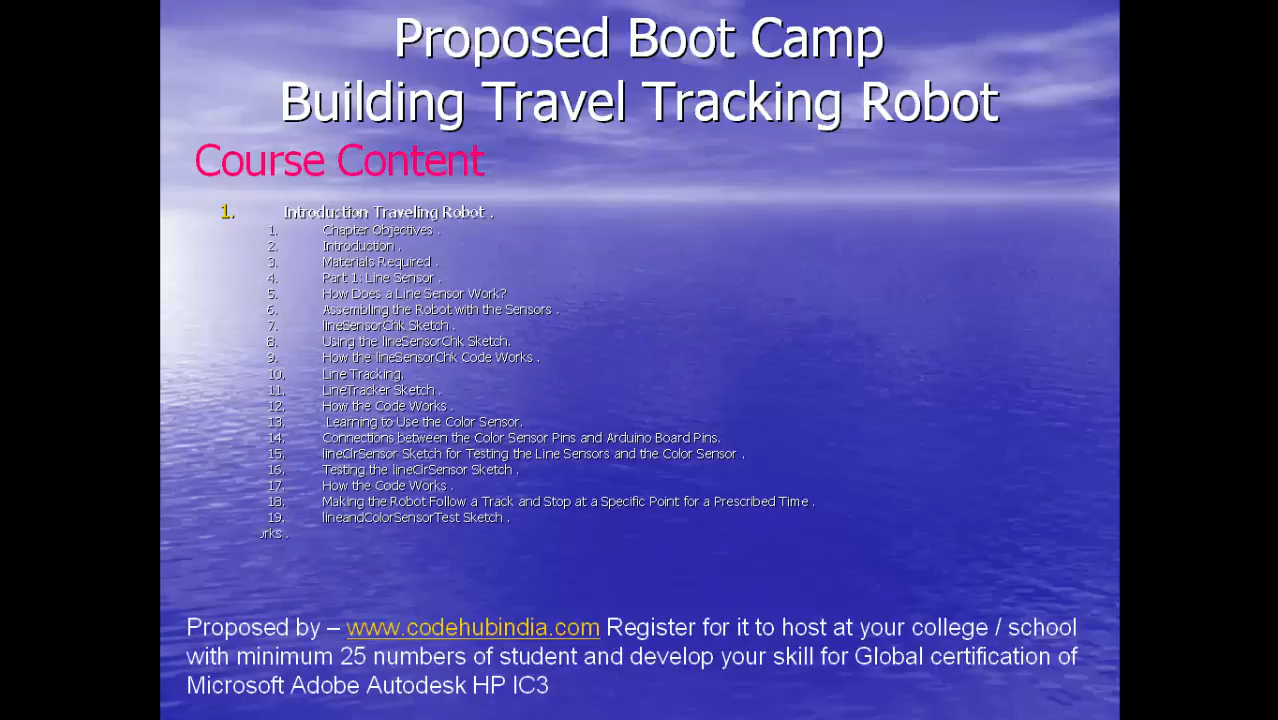 Proposed Boot Camp
Building Travel Tracking Robot
Course Content
1. Introduction Traveling Robot .
1. Chapter Objectives .
2. Introduction .
3. Materials Required .
4. Part 1: Line Sensor .
5. How Does a Line Sensor Work?
6. Assembling the Robot with the Sensors .
7. lineSensorChk Sketch .
8. Using the lineSensorChk Sketch.
9. How the lineSensorChk Code Works .
10. Line Tracking.
11. LineTracker Sketch .
12. How the Code Works .
13. Learning to Use the Color Sensor.
14. Connections between the Color Sensor Pins and Arduino Board Pins.
15. lineClrSensor Sketch for Testing the Line Sensors and the Color Sensor .
16. Testing the lineClrSensor Sketch .
17. How the Code Works .
18. Making the Robot Follow a Track and Stop at a Specific Point for a Prescribed Time .
19. lineandColorSensorTest Sketch .
orks .
Proposed by – www.codehubindia.com Register for it to host at your college / school
with minimum 25 numbers of student and develop your skill for Global certification of
Microsoft Adobe Autodesk HP IC3